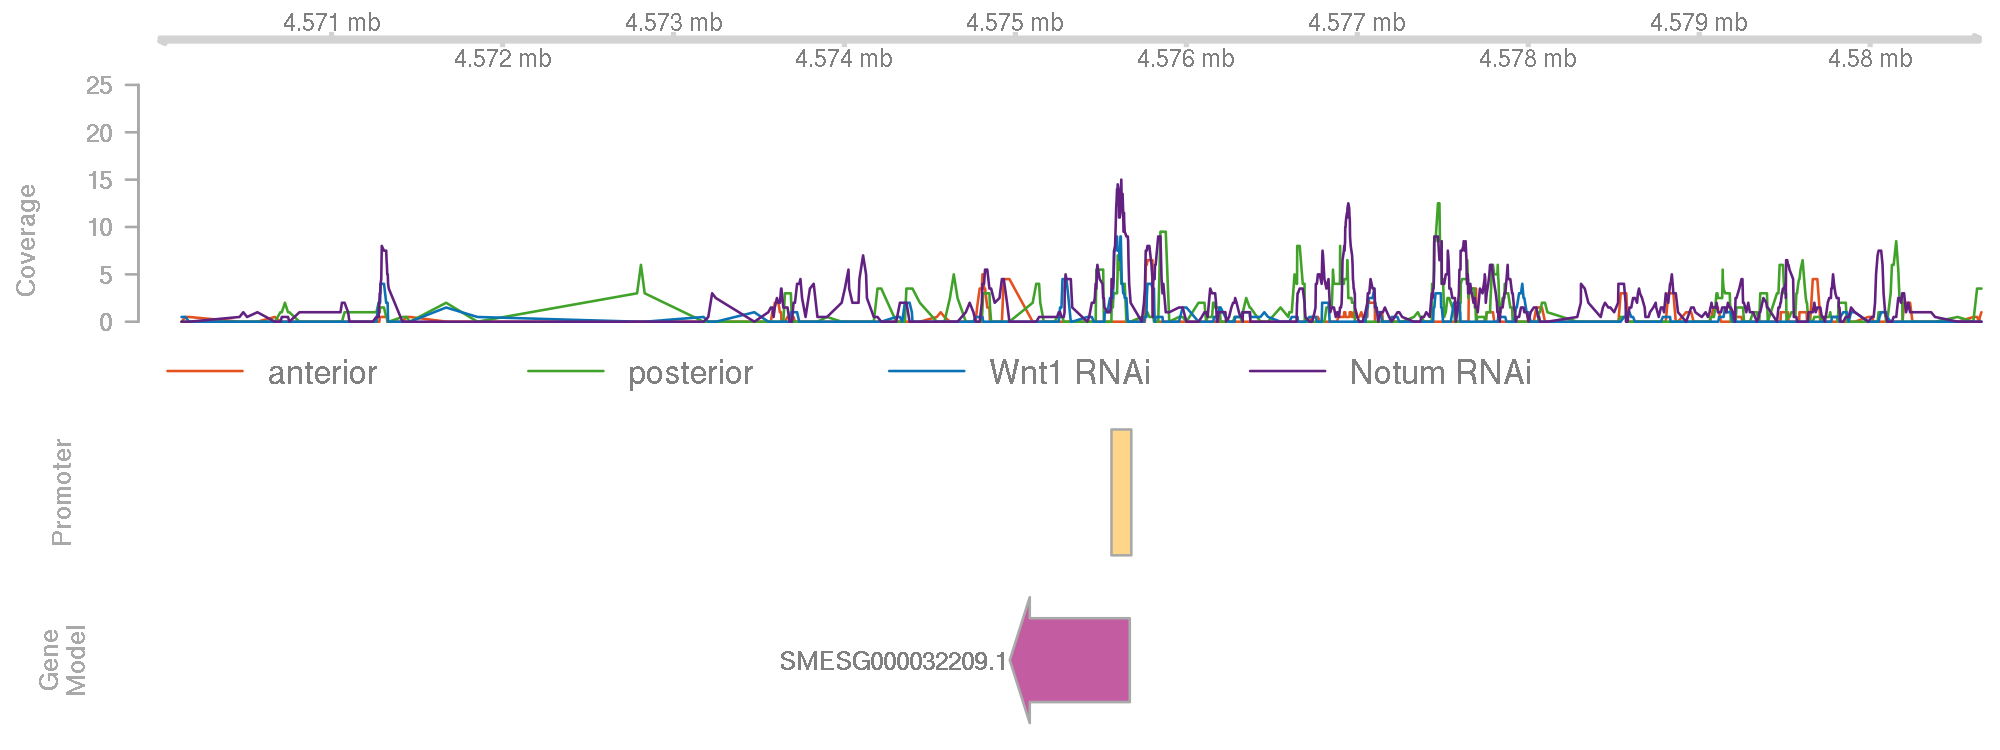 4.571 mb 4.573 mb 4.575 mb 4.577 mb 4.579 mb
4.572 mb 4.574 mb 4.576 mb 4.578 mb 4.58 mb
Coverage
25
20
15
10
5
0
anterior posterior Wnt1 RNAi Notum RNAi
Promoter
Gene
Model
SMESG000032209.1